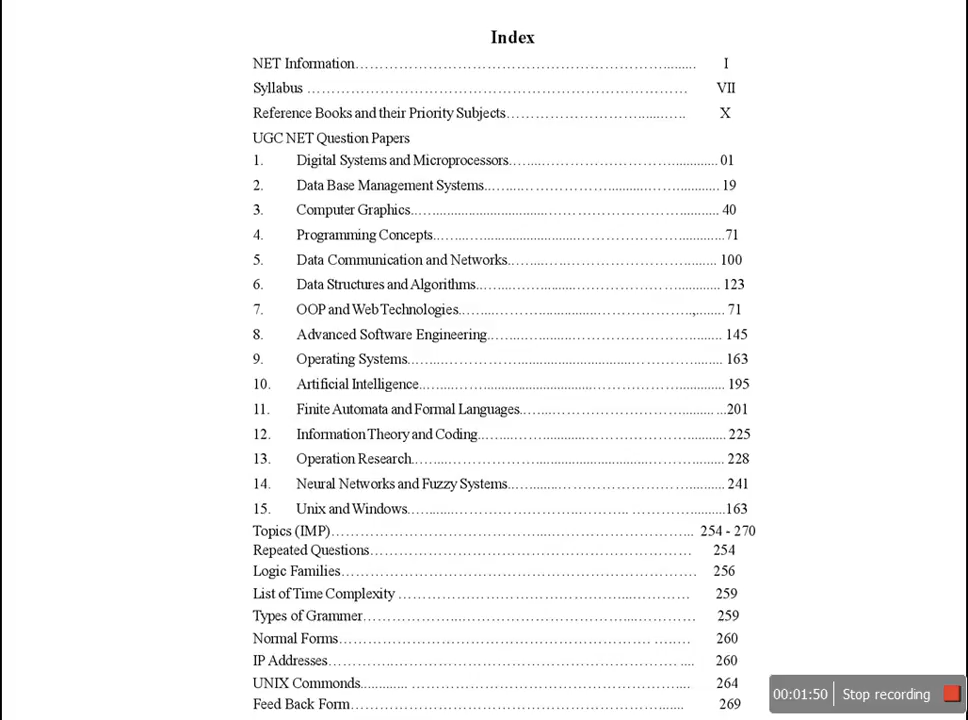 Index
NET Information……………………………………………………......... I
Syllabus ………………………………………………………… VII
Reference Books and their Priority Subjects…………………......…… X
UGC NET Question Papers
1. Digital Systems and Microprocessors...…...……………………............ 01
2. Data Base Management Systems...…...……………..........……........... 19
3. Computer Graphics...….................................……………………........... 40
4. Programming Concepts...…...............................………………............71
5. Data Communication and Networks...…...…...…………………......... 100
6. Data Structures and Algorithms...…...……...……………………........... 123
7. OOP and Web Technologies...…...…………..................……………..,........ 71
8. Advanced Software Engineering...…...……............………………......... 145
9. Operating Systems...…...………...............................………........ 163
10. Artificial Intelligence...…...……..............................……………............ 195
11. Finite Automata and Formal Languages...…...………………………......... ...201
12. Information Theory and Coding...…...……............………………........... 225
13. Operation Research...…...……………...............................………......... 228
14. Neural Networks and Fuzzy Systems...…........………………… ……........... 241
15. Unix and Windows...…........………...............………… ……….........163
Topics (IMP)………………………………......……………………... 254 - 270
Repeated Questions………………………………………………… 254
Logic Families……………………………………………………… 256
List of Time Complexity ……………………………......………… 259
Types of Grammer……………....………………………....………… 259
Normal Forms……………………………………………… …...…. 260
IP Addresses……………………………………………………… .... 260
UNIX Commonds............. ………………………………………….... 264
Feed Back Form……………………………………………………....... 269
00:01:50 Stop recording